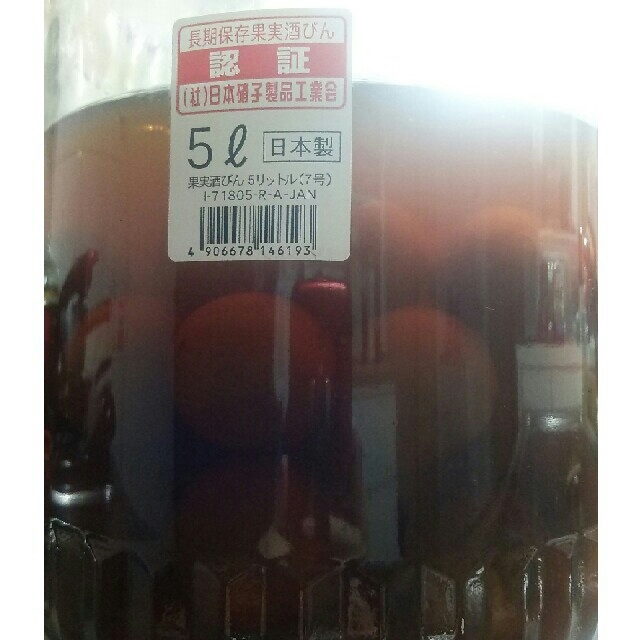 長期保存果実酒びん
認証
(社)日本硝子製品工業会
5ℓ 日本製
果実酒びん 5リットル(7号)
I-71805-R-A-JAN
4 906678 146193